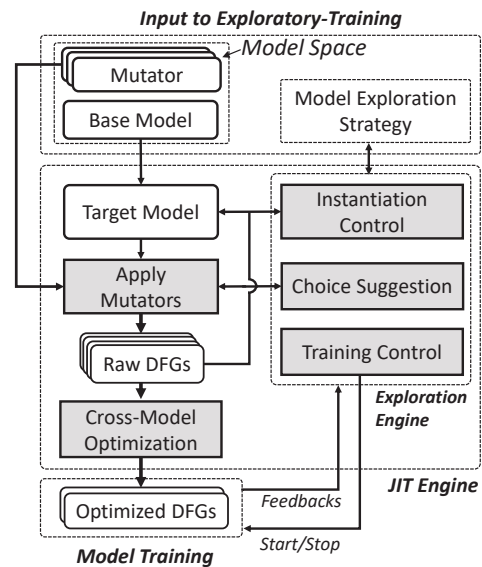 Input to Exploratory-Training
Model Space
Mutator
Base Model
Model Exploration
Strategy
Target Model
Instantiation
Control
Apply
Mutators
Choice Suggestion
Raw DFGs
Training Control
Cross-Model
Optimization
Exploration
Engine
JIT Engine
Feedbacks
Optimized DFGs
Start/Stop
Model Training